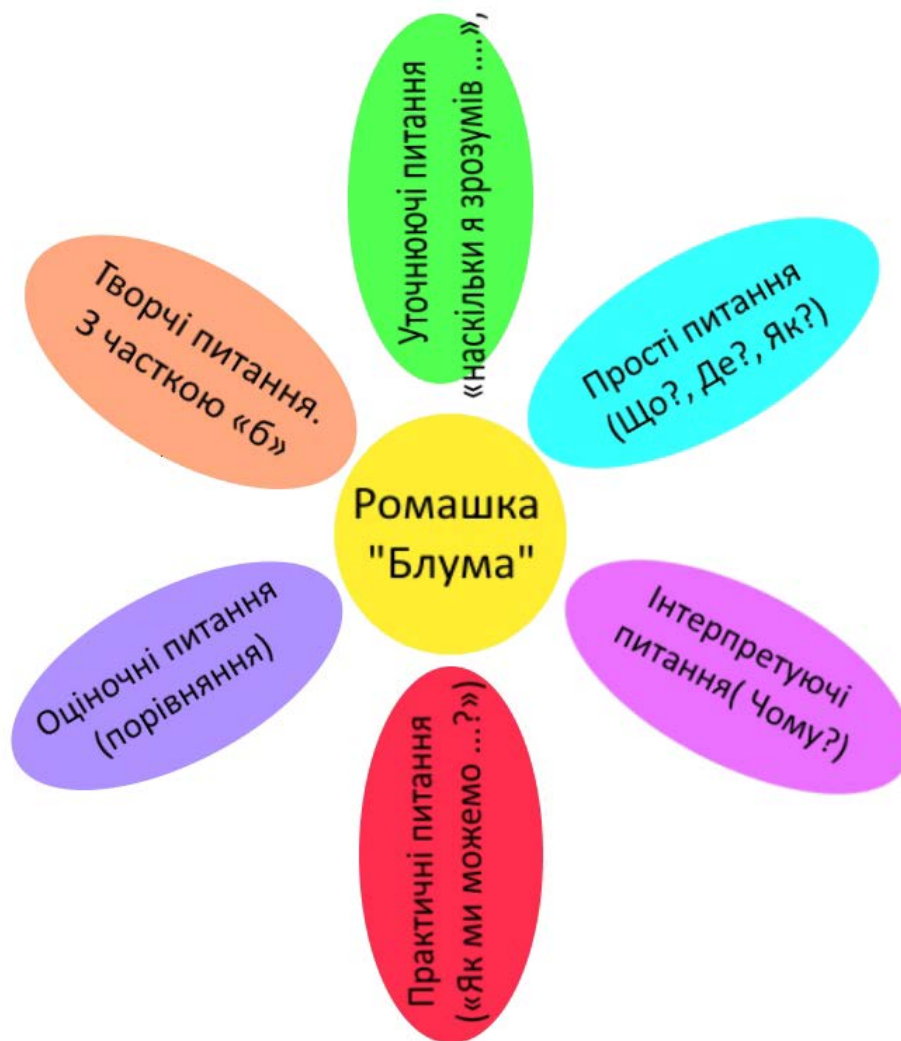 Уточнюючі питання
«наскільки я зрозумів ....»,
Творчі питання.
З часткою «б»
Прості питання
(Що?, Де?, Як?)
Ромашка
"Блума"
Оціночні питання
(порівняння)
Інтерпретуючі
питання( Чому?)
Практичні питання
(«Як ми можемо ...?»)